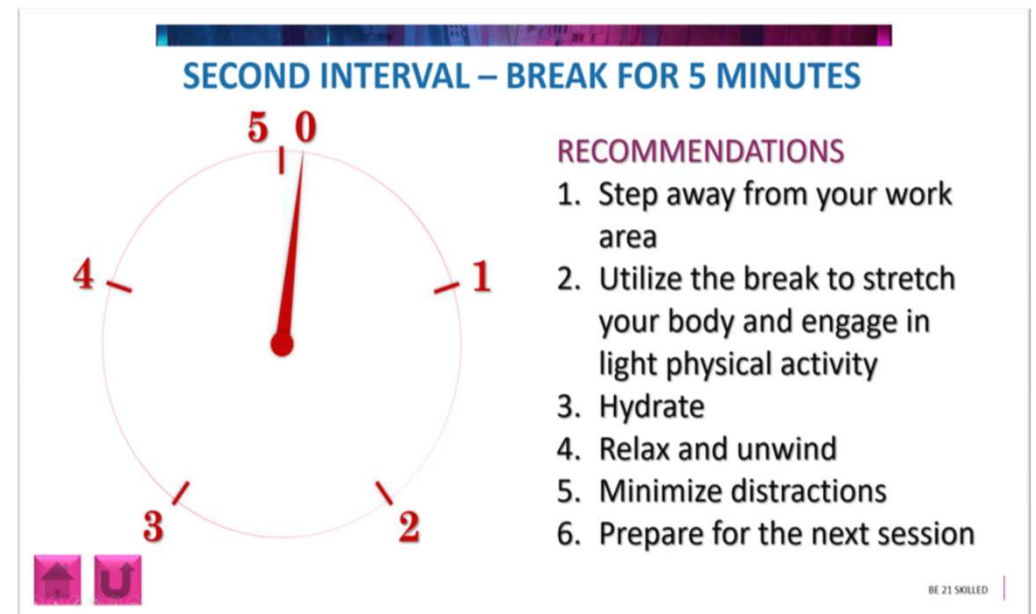 SECOND INTERVAL – BREAK FOR 5 MINUTES
5 0
4
1
3
2
RECOMMENDATIONS
1. Step away from your work
area
2. Utilize the break to stretch
your body and engage in
light physical activity
3. Hydrate
4. Relax and unwind
5. Minimize distractions
6. Prepare for the next session
BE 21 SKILLED